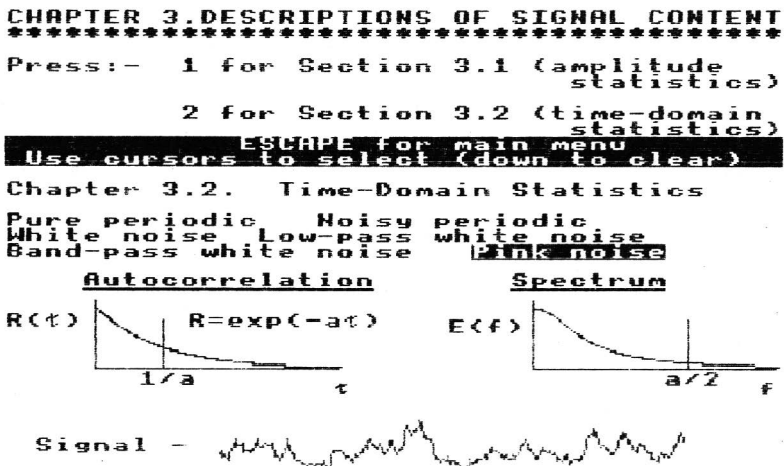 CHAPTER 3.DESCRIPTIONS OF SIGNAL CONTENT
****************************************
Press:- 1 for Section 3.1 (amplitude
statistics)
2 for Section 3.2 (time-domain
statistics)
ESCAPE for main menu
Use cursors to select (down to clear)
Chapter 3.2. Time-Domain Statistics
Pure periodic Noisy periodic
White noise Low-pass white noise
Band-pass white noise Pink noise
Autocorrelation Spectrum
R(τ) R=exp(-aτ) E(f)
1/a τ a/2 f
Signal -